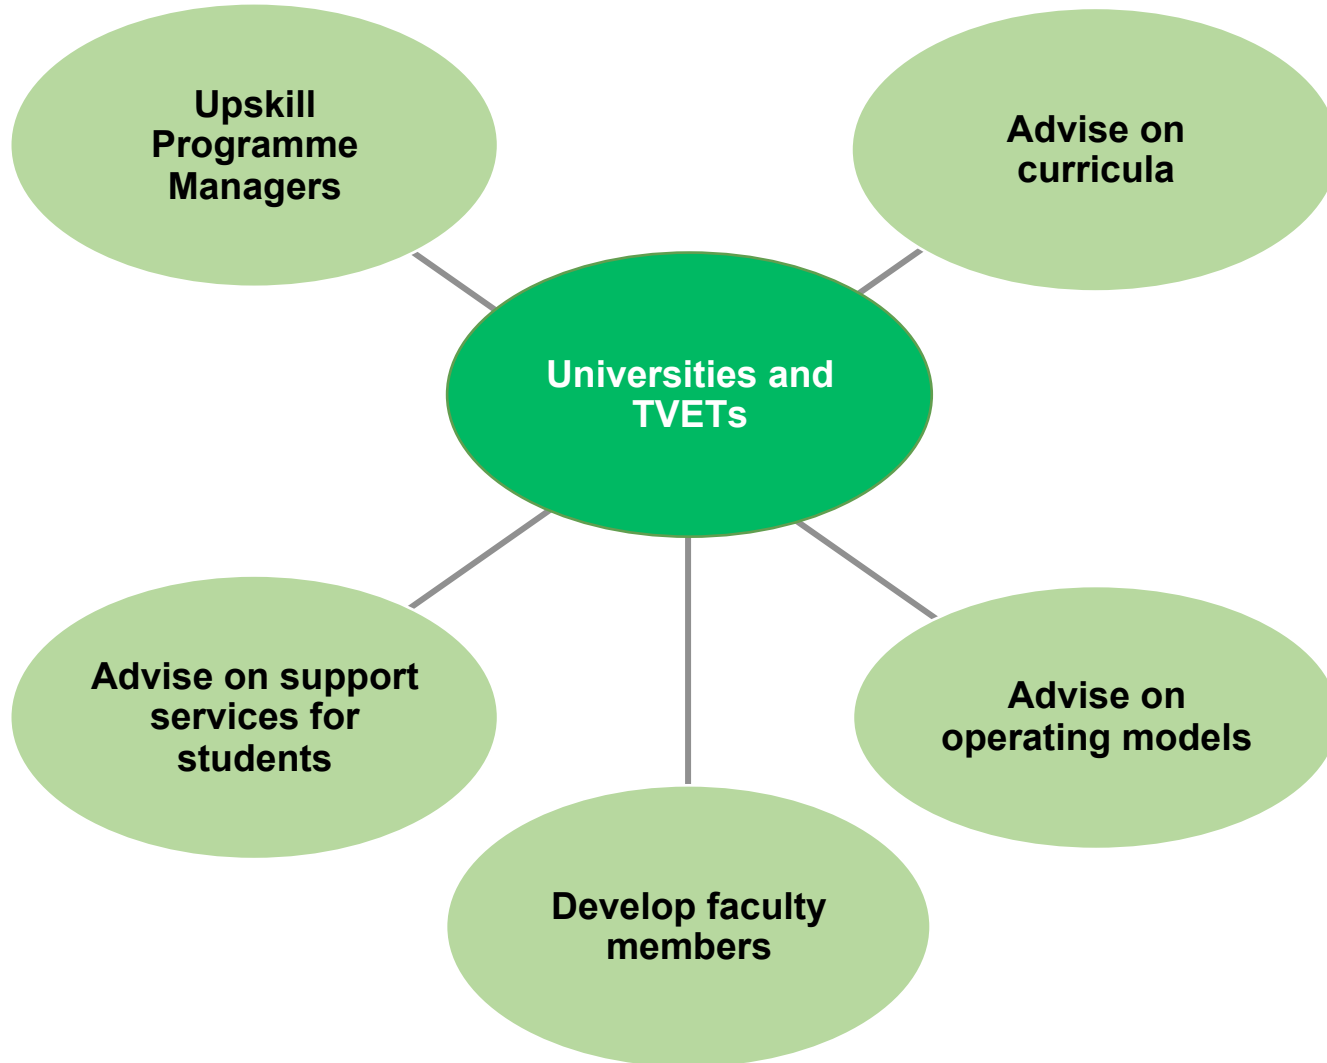 Upskill
Programme
Managers
Advise on
curricula
Universities and
TVETs
Advise on support
services for
students
Advise on
operating models
Develop faculty
members